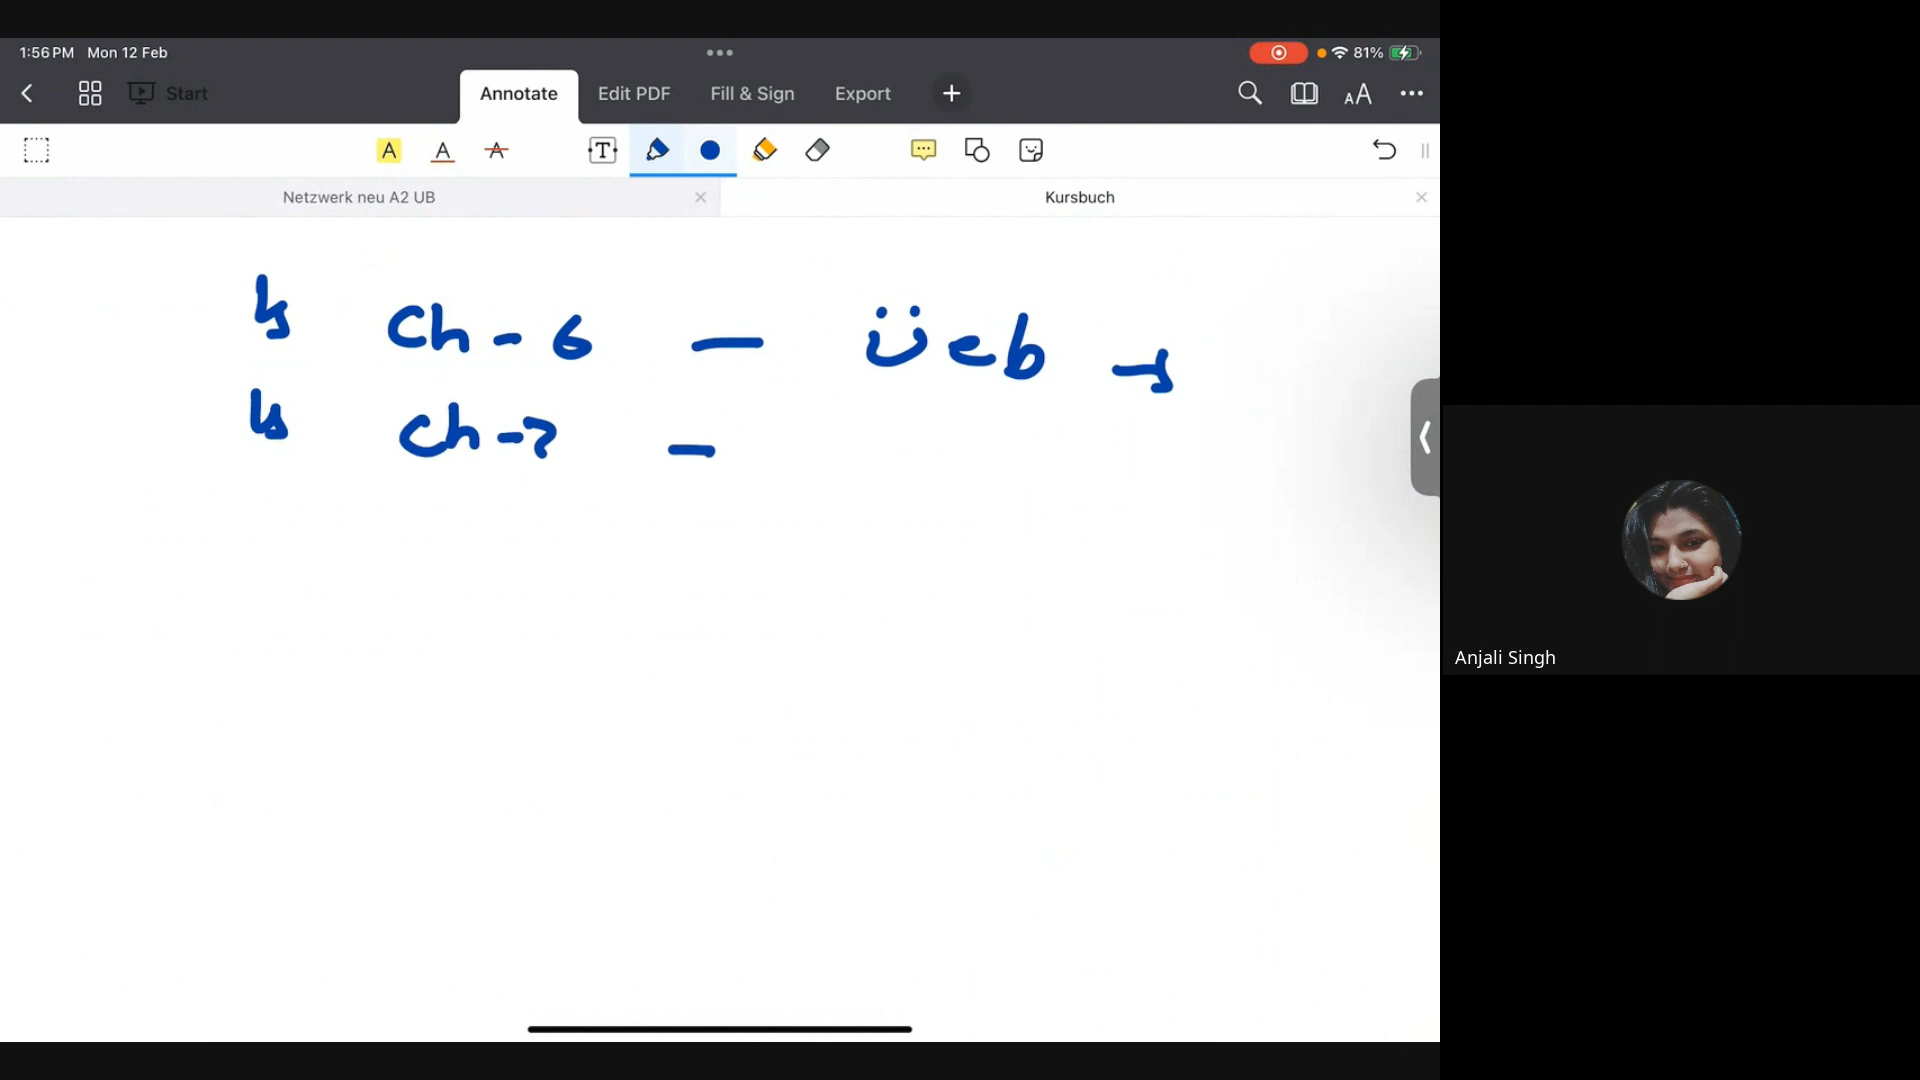 1:56 PM Mon 12 Feb 81%
Start Annotate Edit PDF Fill & Sign Export
Netzwerk neu A2 UB Kursbuch
Ch - 6 — üeb →
Ch - 7 -
Anjali Singh